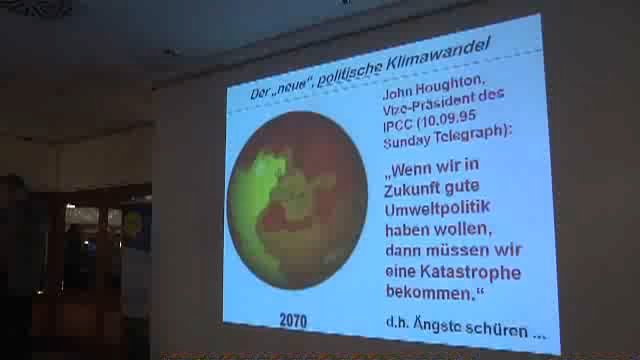 Der „neue“, politische Klimawandel
John Houghton,
Vize-Präsident des
IPCC (10.09.95
Sunday Telegraph):
„Wenn wir in
Zukunft gute
Umweltpolitik
haben wollen,
dann müssen wir
eine Katastrophe
bekommen.“
2070
d.h. Ängste schüren ...